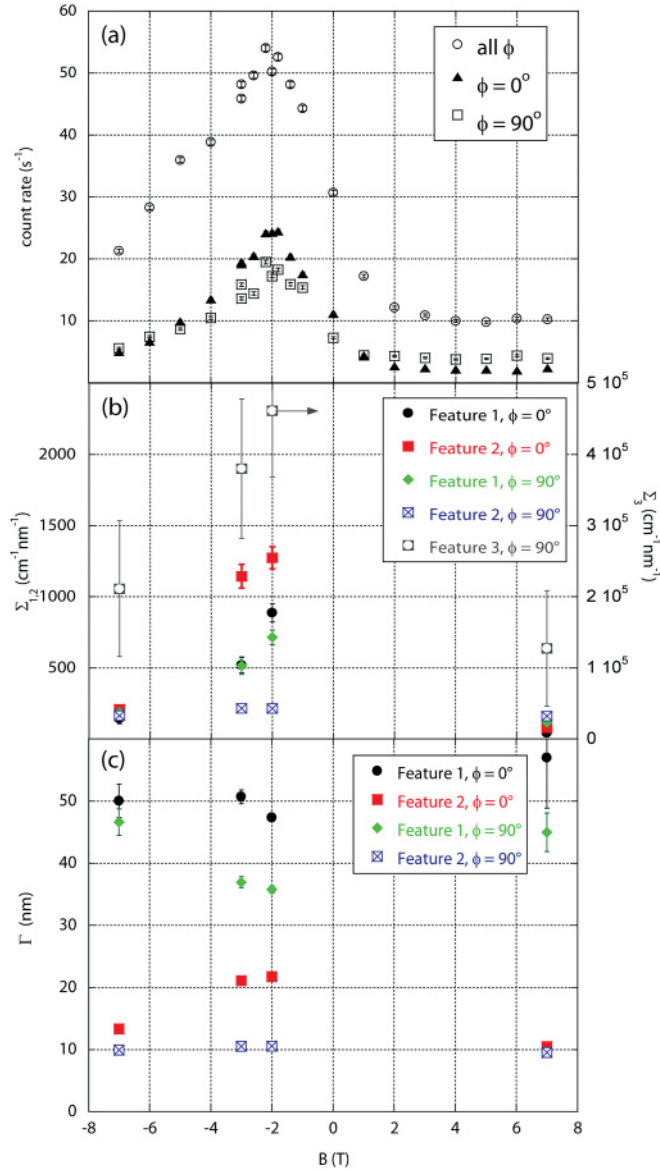 (a)
60
50
40
30
20
10
count rate (s⁻¹)
all ϕ
ϕ = 0°
ϕ = 90°
(b)
2000
1500
1000
500
Σ1,2 (cm⁻¹nm⁻¹)
5 10⁵
4 10⁵
3 10⁵
2 10⁵
1 10⁵
0
Σ3 (cm⁻¹nm⁻¹)
Feature 1, ϕ = 0°
Feature 2, ϕ = 0°
Feature 1, ϕ = 90°
Feature 2, ϕ = 90°
Feature 3, ϕ = 90°
(c)
50
40
30
20
10
0
Γ (nm)
Feature 1, ϕ = 0°
Feature 2, ϕ = 0°
Feature 1, ϕ = 90°
Feature 2, ϕ = 90°
-8 -6 -4 -2 0 2 4 6 8
B (T)